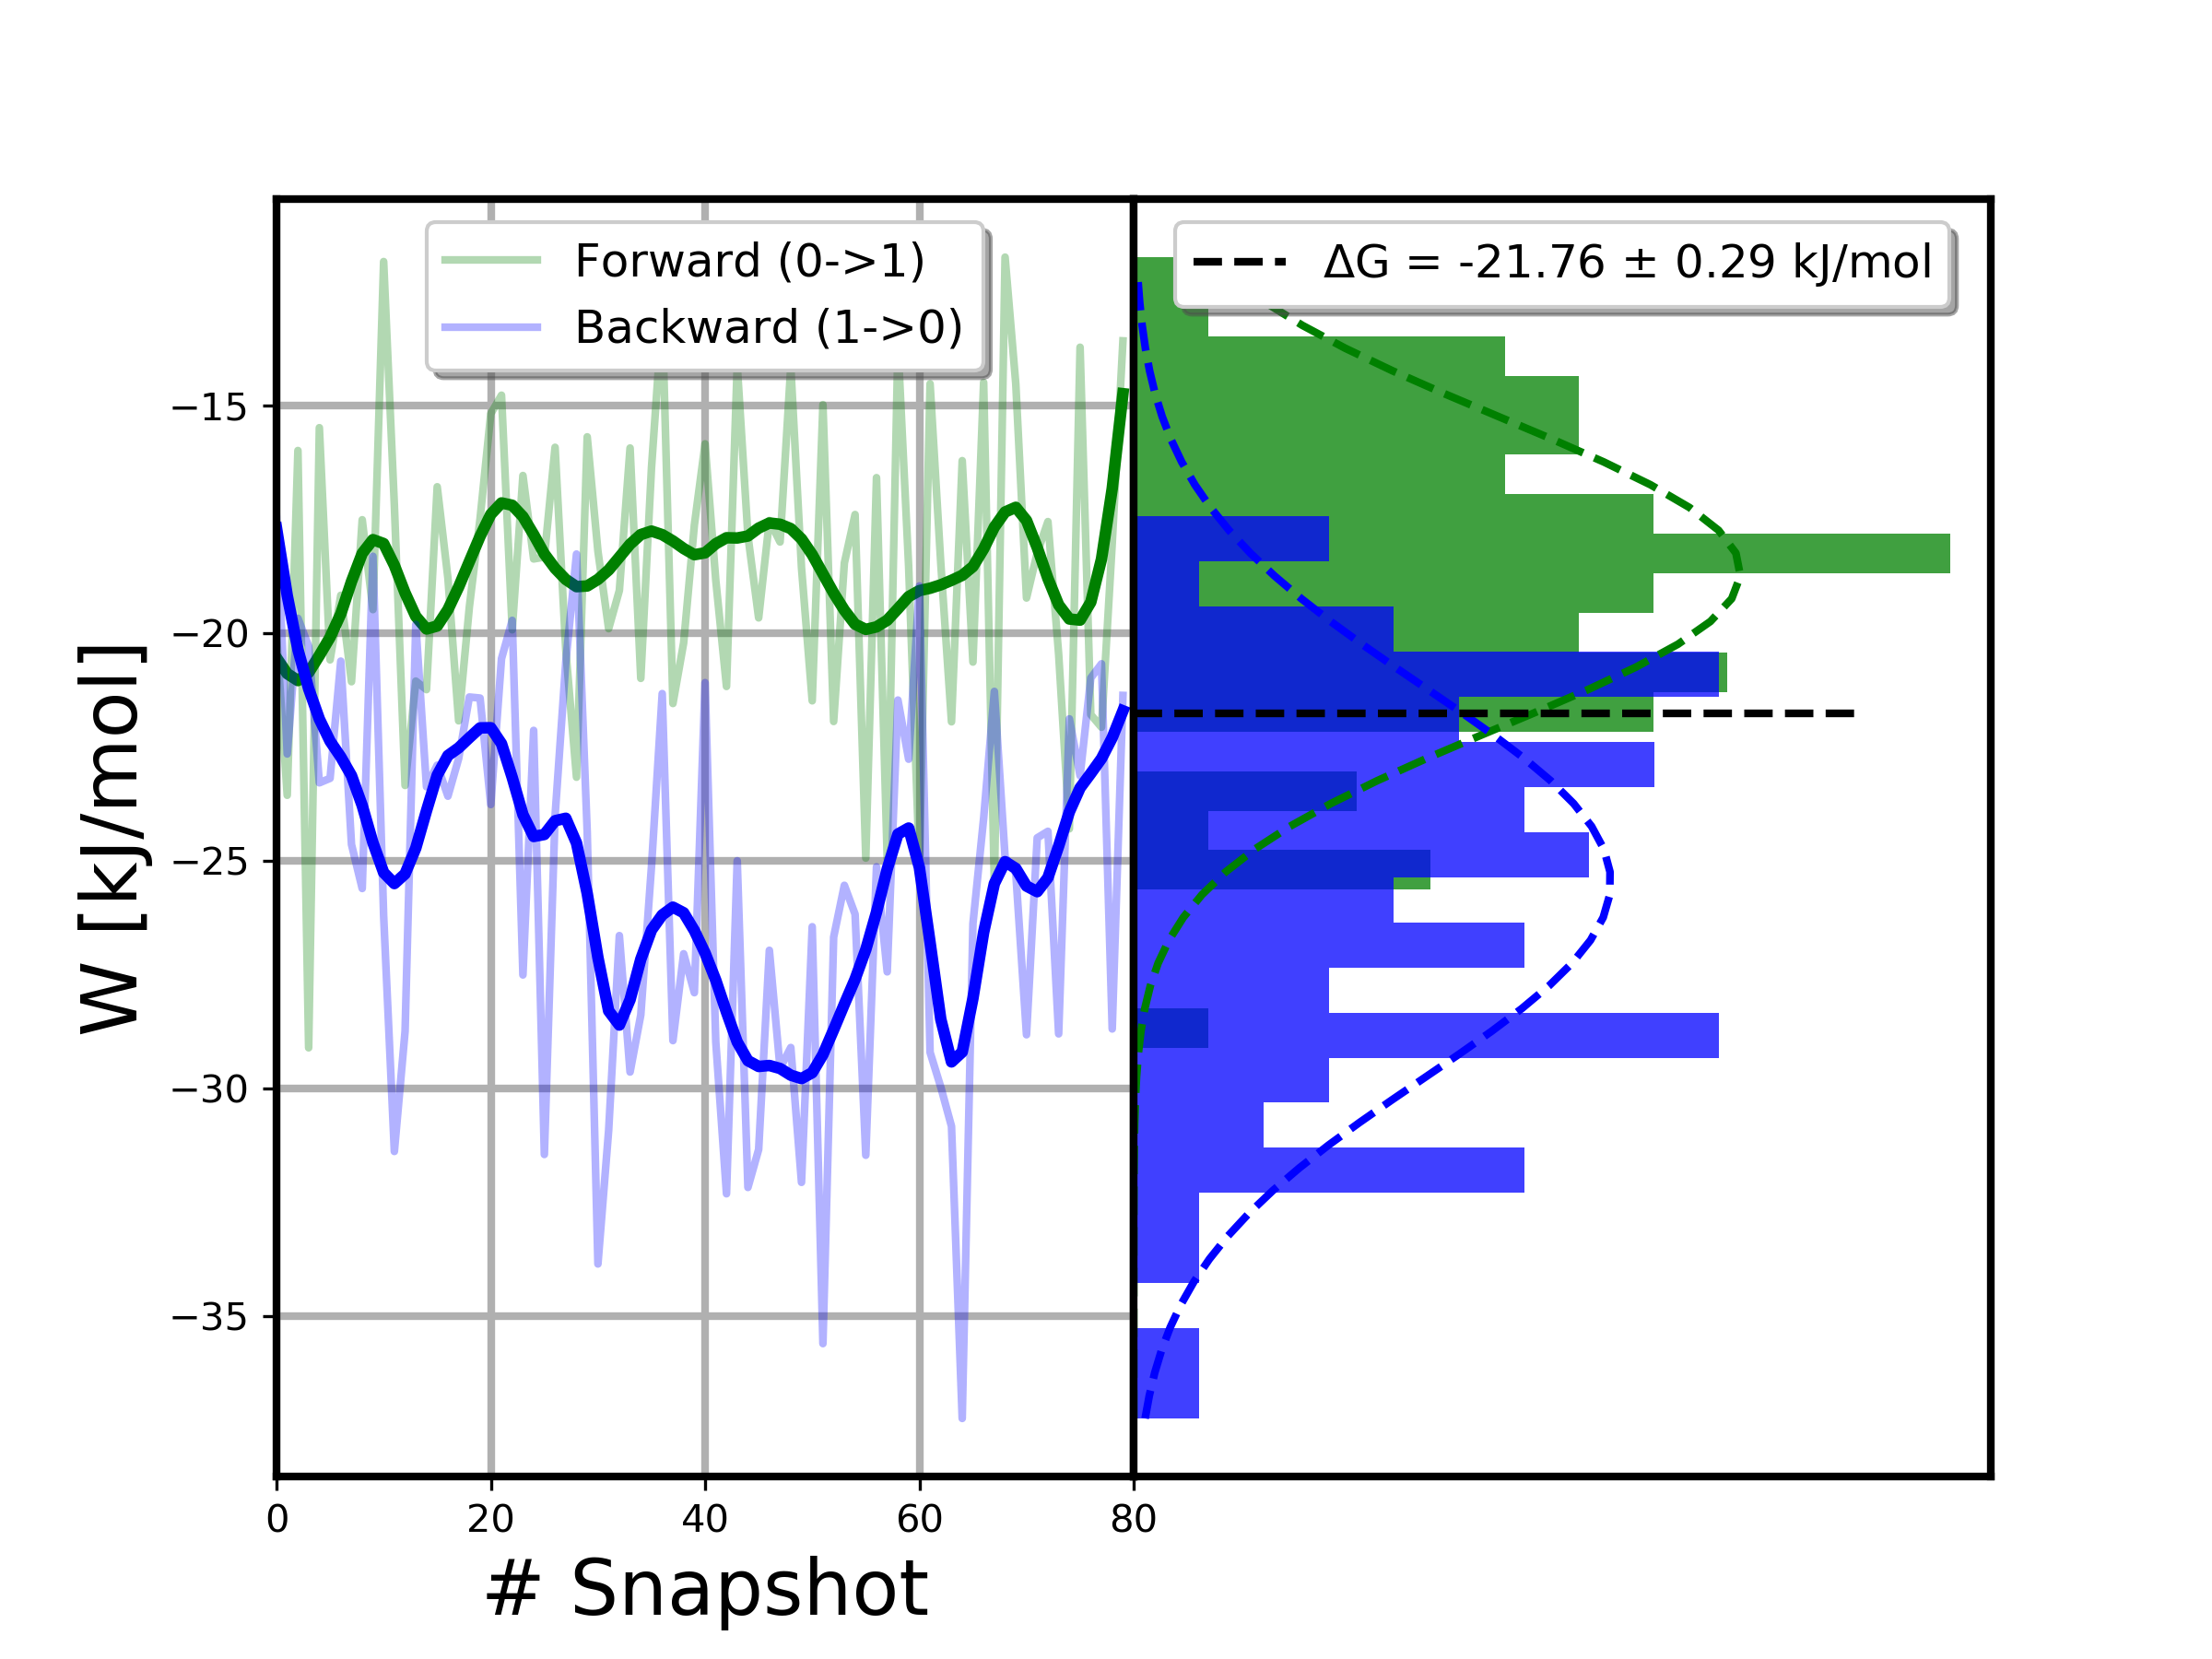 Forward (0->1)
Backward (1->0)
ΔG = -21.76 ± 0.29 kJ/mol
W [kJ/mol]
−15
−20
−25
−30
−35
0 20 40 60 80
# Snapshot